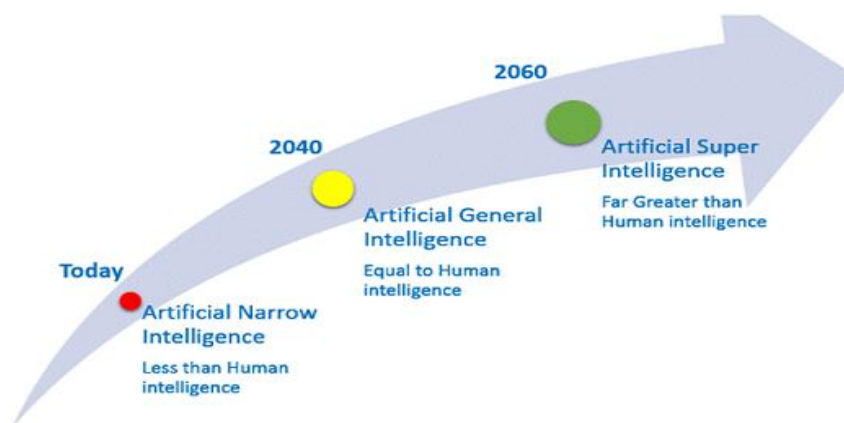 Today
Artificial Narrow
Intelligence
Less than Human
intelligence
2040
Artificial General
Intelligence
Equal to Human
intelligence
2060
Artificial Super
Intelligence
Far Greater than
Human intelligence